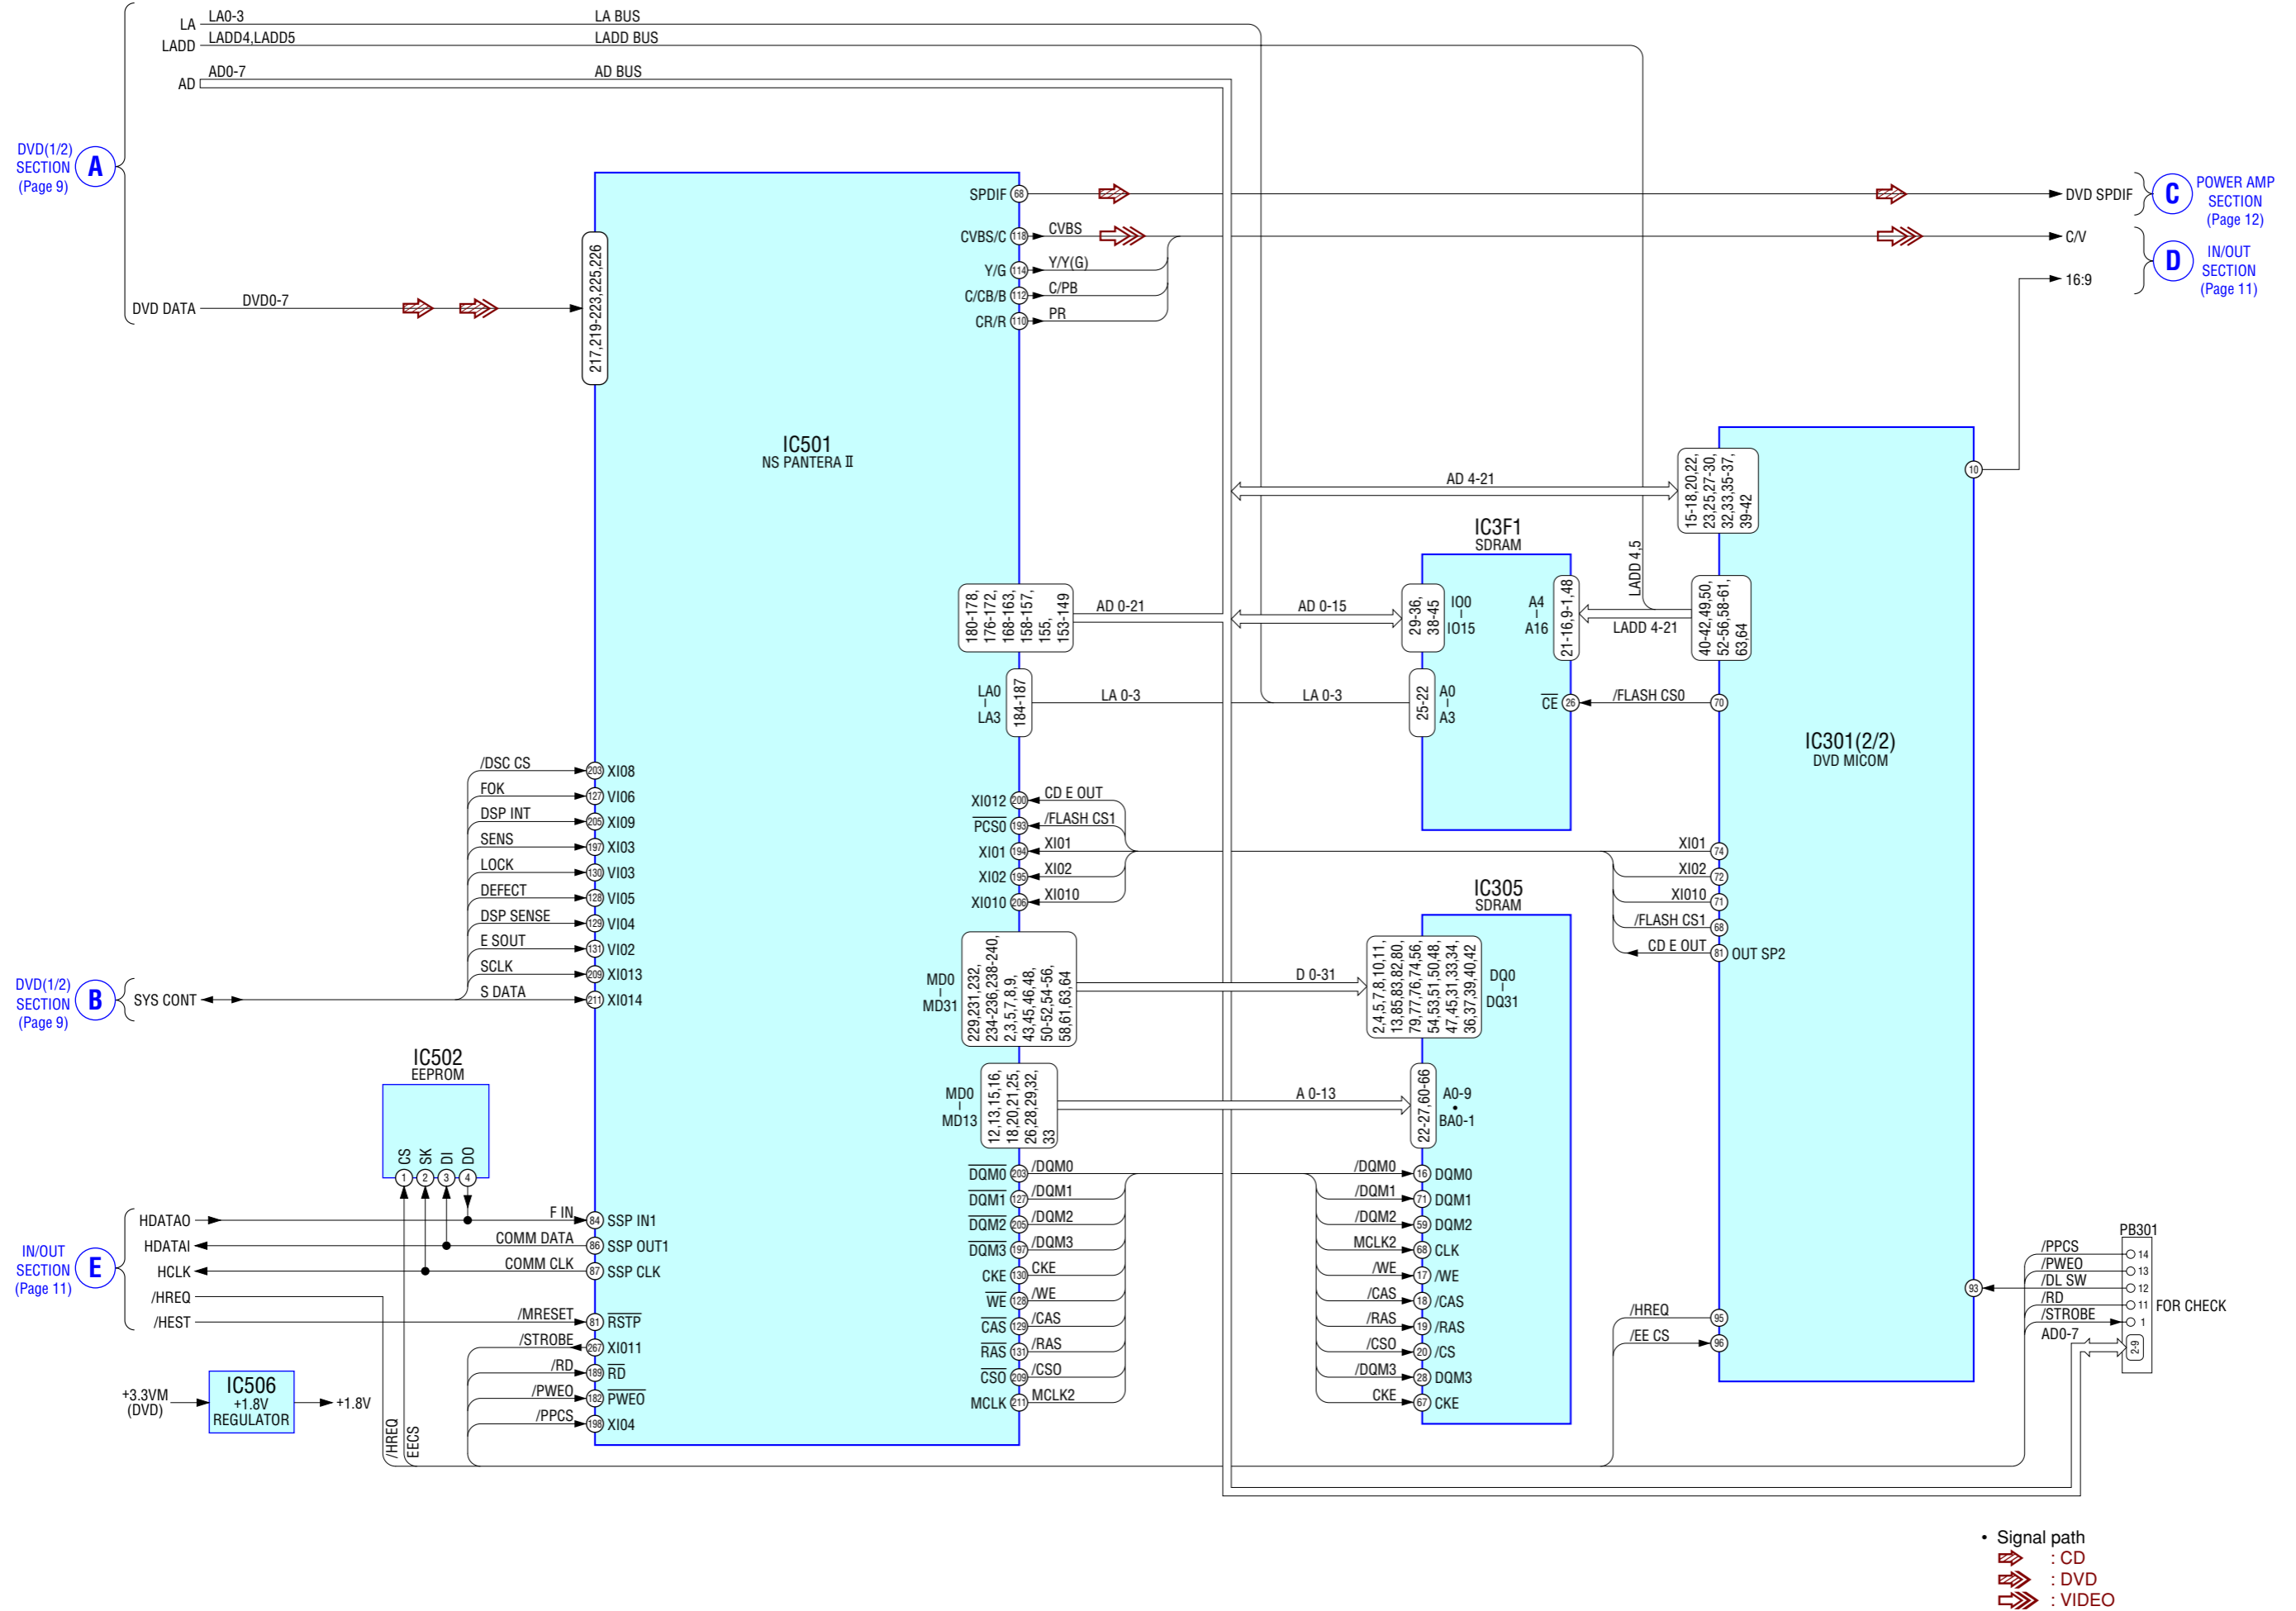 LA
LA0-3
LA BUS
LADD
LADD4,LADD5
LADD BUS
AD
AD0-7
AD BUS
DVD(1/2)
SECTION
(Page 9)
A
DVD DATA
DVD0-7
217,219-223,225,226
IC501
NS PANTERA II
SPDIF
68
DVD SPDIF
C
POWER AMP
SECTION
(Page 12)
CVBS/C
118
CVBS
C/V
Y/G
114
Y/Y(G)
C/CB/B
112
C/PB
CR/R
110
PR
16:9
D
IN/OUT
SECTION
(Page 11)
10
AD 4-21
15-18,20,22,
23,25,27-30,
32,33,35-37,
39-42
IC3F1
SDRAM
180-178,
176-172,
168-163,
158-157,
155,
153-149
AD 0-21
AD 0-15
29-36,
38-45
IO0
IO15
A4
A16
21-16,9-1,48
LADD 4,5
LADD 4-21
40-42,49,50,
52-56,58-61,
63,64
LA0
LA3
184-187
LA 0-3
LA 0-3
25-22
A0
A3
CE
26
/FLASH CS0
70
IC301(2/2)
DVD MICOM
/DSC CS
203
XI08
FOK
127
VI06
DSP INT
205
XI09
SENS
197
XI03
LOCK
130
VI03
DEFECT
128
VI05
DSP SENSE
129
VI04
E SOUT
131
VI02
SCLK
209
XI013
S DATA
211
XI014
DVD(1/2)
SECTION
(Page 9)
B
SYS CONT
XI012
200
CD E OUT
PCS0
193
/FLASH CS1
XI01
194
XI01
XI02
195
XI02
XI010
206
XI010
XI01
74
XI02
72
XI010
71
/FLASH CS1
68
CD E OUT
81
OUT SP2
IC305
SDRAM
MD0
MD31
229,231,232,
234-236,238-240,
2,3,5,7,8,9,
43,45,46,48,
50-52,54-56,
58,61,63,64
D 0-31
2,4,5,7,8,10,11,
13,85,83,82,80,
79,77,76,74,56,
54,53,51,50,48,
47,45,31,33,34,
36,37,39,40,42
DQ0
DQ31
MD0
MD13
12,13,15,16,
18,20,21,25,
26,28,29,32,
33
A 0-13
22-27,60-66
A0-9
•
BA0-1
DQM0
203
/DQM0
DQM1
127
/DQM1
DQM2
205
/DQM2
DQM3
197
/DQM3
CKE
130
CKE
WE
128
/WE
CAS
129
/CAS
RAS
131
/RAS
CSO
209
/CSO
MCLK
211
MCLK2
/DQM0
16
DQM0
/DQM1
71
DQM1
/DQM2
59
DQM2
MCLK2
68
CLK
/WE
17
/WE
/CAS
18
/CAS
/RAS
19
/RAS
/CSO
20
/CS
/DQM3
28
DQM3
CKE
67
CKE
IC502
EEPROM
CS
SK
DI
DO
1
2
3
4
IN/OUT
SECTION
(Page 11)
E
HDATAO
F IN
84
SSP IN1
HDATAI
COMM DATA
86
SSP OUT1
HCLK
COMM CLK
87
SSP CLK
/HREQ
/HEST
/MRESET
81
RSTP
/STROBE
267
XI011
/RD
189
RD
/PWEO
182
PWEO
/PPCS
198
XI04
+3.3VM
(DVD)
IC506
+1.8V
REGULATOR
+1.8V
/HREQ
EECS
/HREQ
95
/EE CS
96
93
PB301
/PPCS
14
/PWEO
13
/DL SW
12
/RD
11
FOR CHECK
/STROBE
1
AD0-7
2-9
• Signal path
: CD
: DVD
: VIDEO